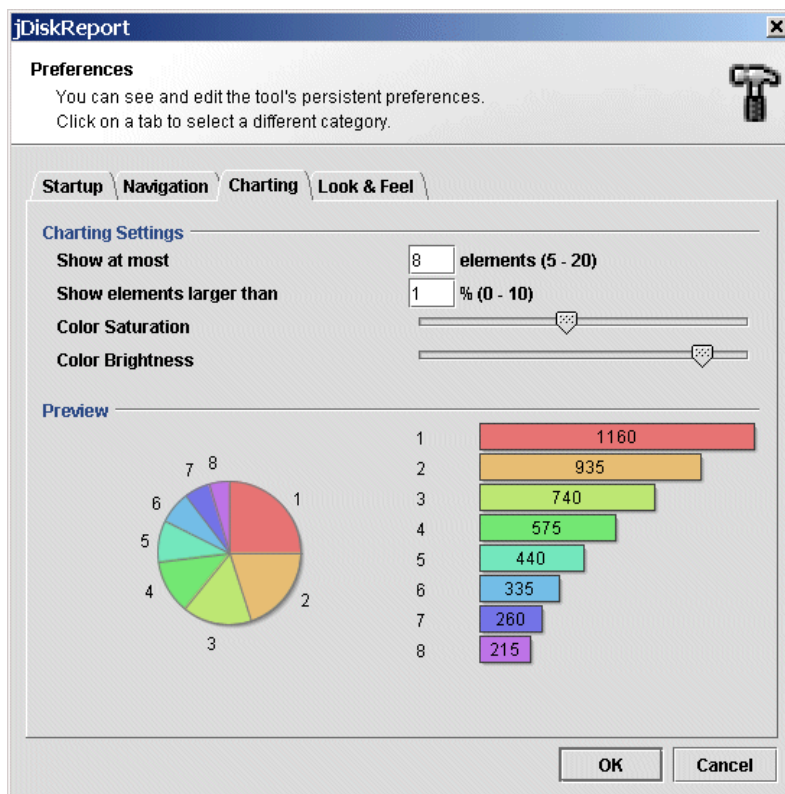 jDiskReport
Preferences
You can see and edit the tool's persistent preferences.
Click on a tab to select a different category.
Startup Navigation Charting Look & Feel
Charting Settings
Show at most 8 elements (5 - 20)
Show elements larger than 1 % (0 - 10)
Color Saturation
Color Brightness
Preview
1
2
3
4
5
6
7
8
1 1160
2 935
3 740
4 575
5 440
6 335
7 260
8 215
OK Cancel